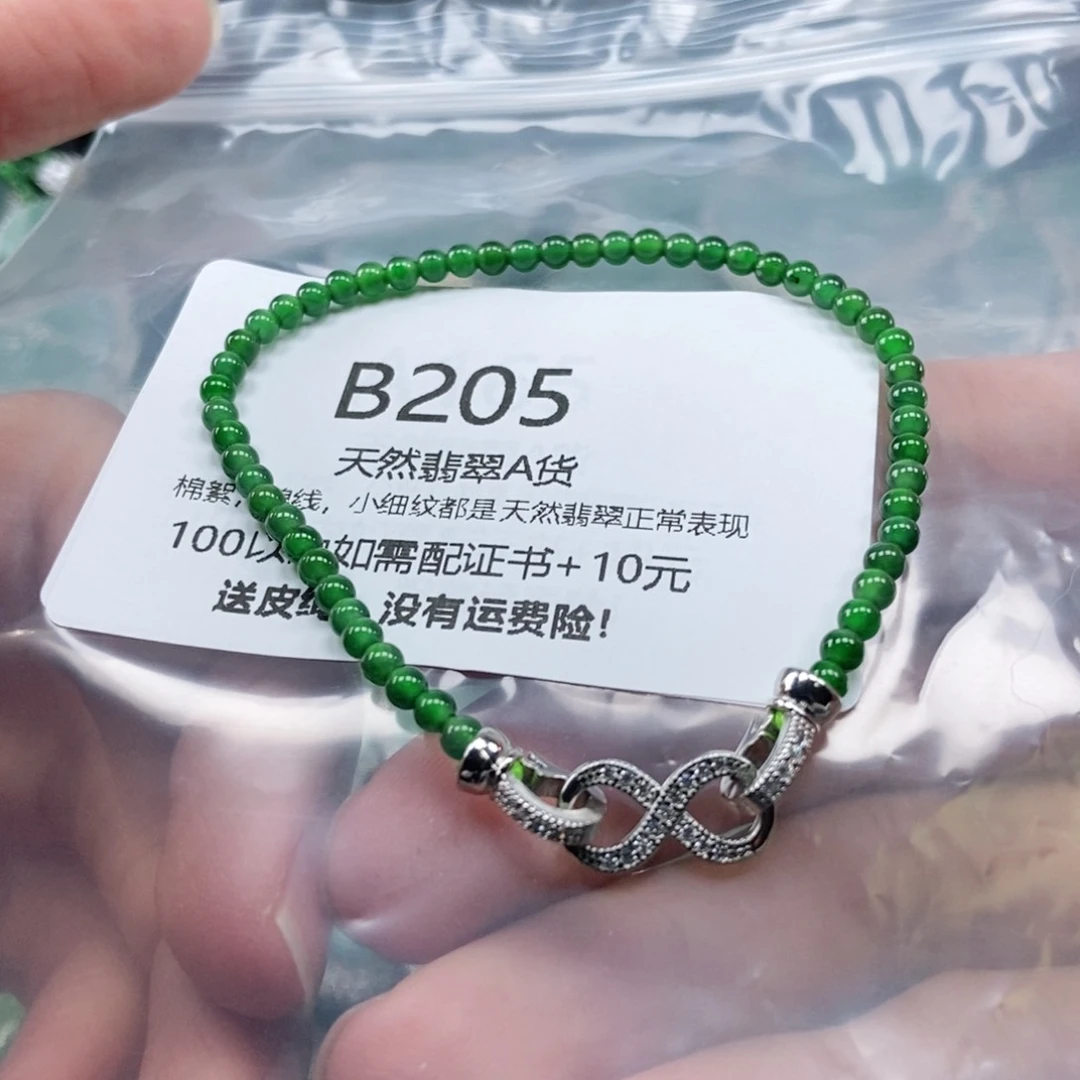 B205
天然翡翠A货
棉絮，棉线，小细纹都是天然翡翠正常表现
100以 如需配证书+10元
送皮 没有运费险！